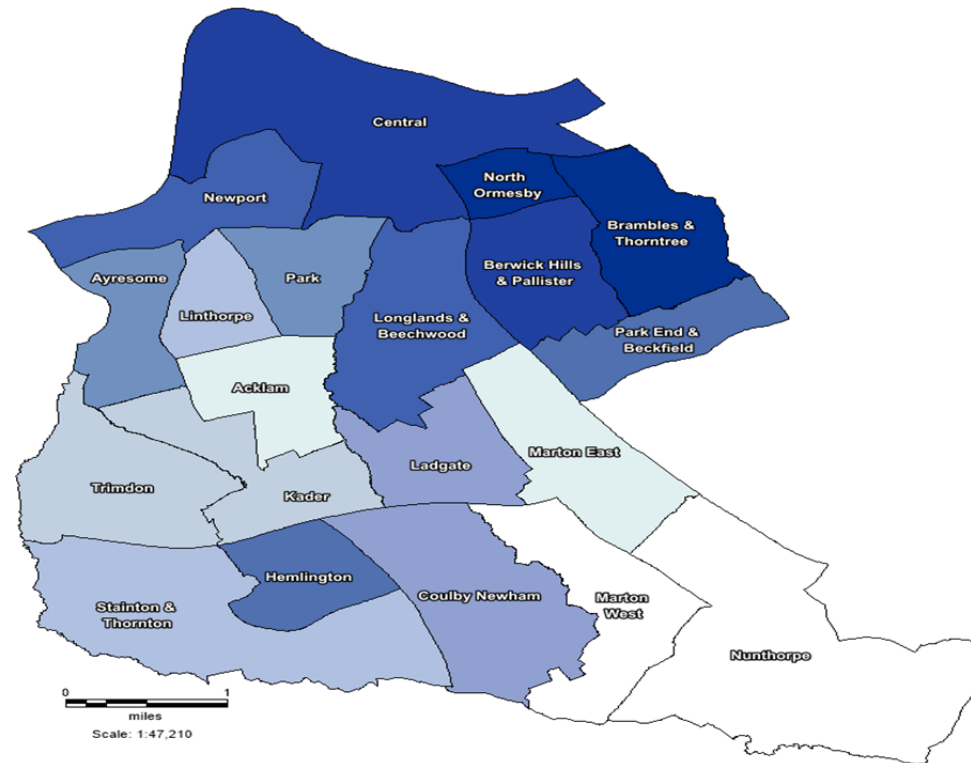 Central
North
Ormesby
Newport
Brambles &
Thorntree
Ayresome
Park
Berwick Hills
& Pallister
Linthorpe
Longlands &
Beechwood
Park End &
Beckfield
Acklam
Marton East
Ladgate
Trimdon
Kader
Hemlington
Stainton &
Thornton
Coulby Newham
Marton
West
Nunthorpe
0 1
miles
Scale: 1:47,210